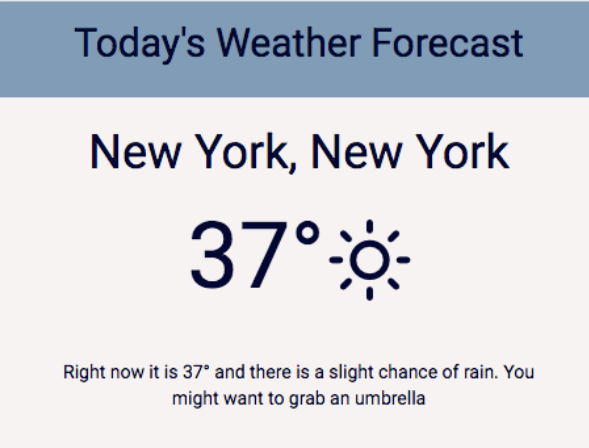 Today's Weather Forecast
New York, New York
37°
Right now it is 37° and there is a slight chance of rain. You
might want to grab an umbrella